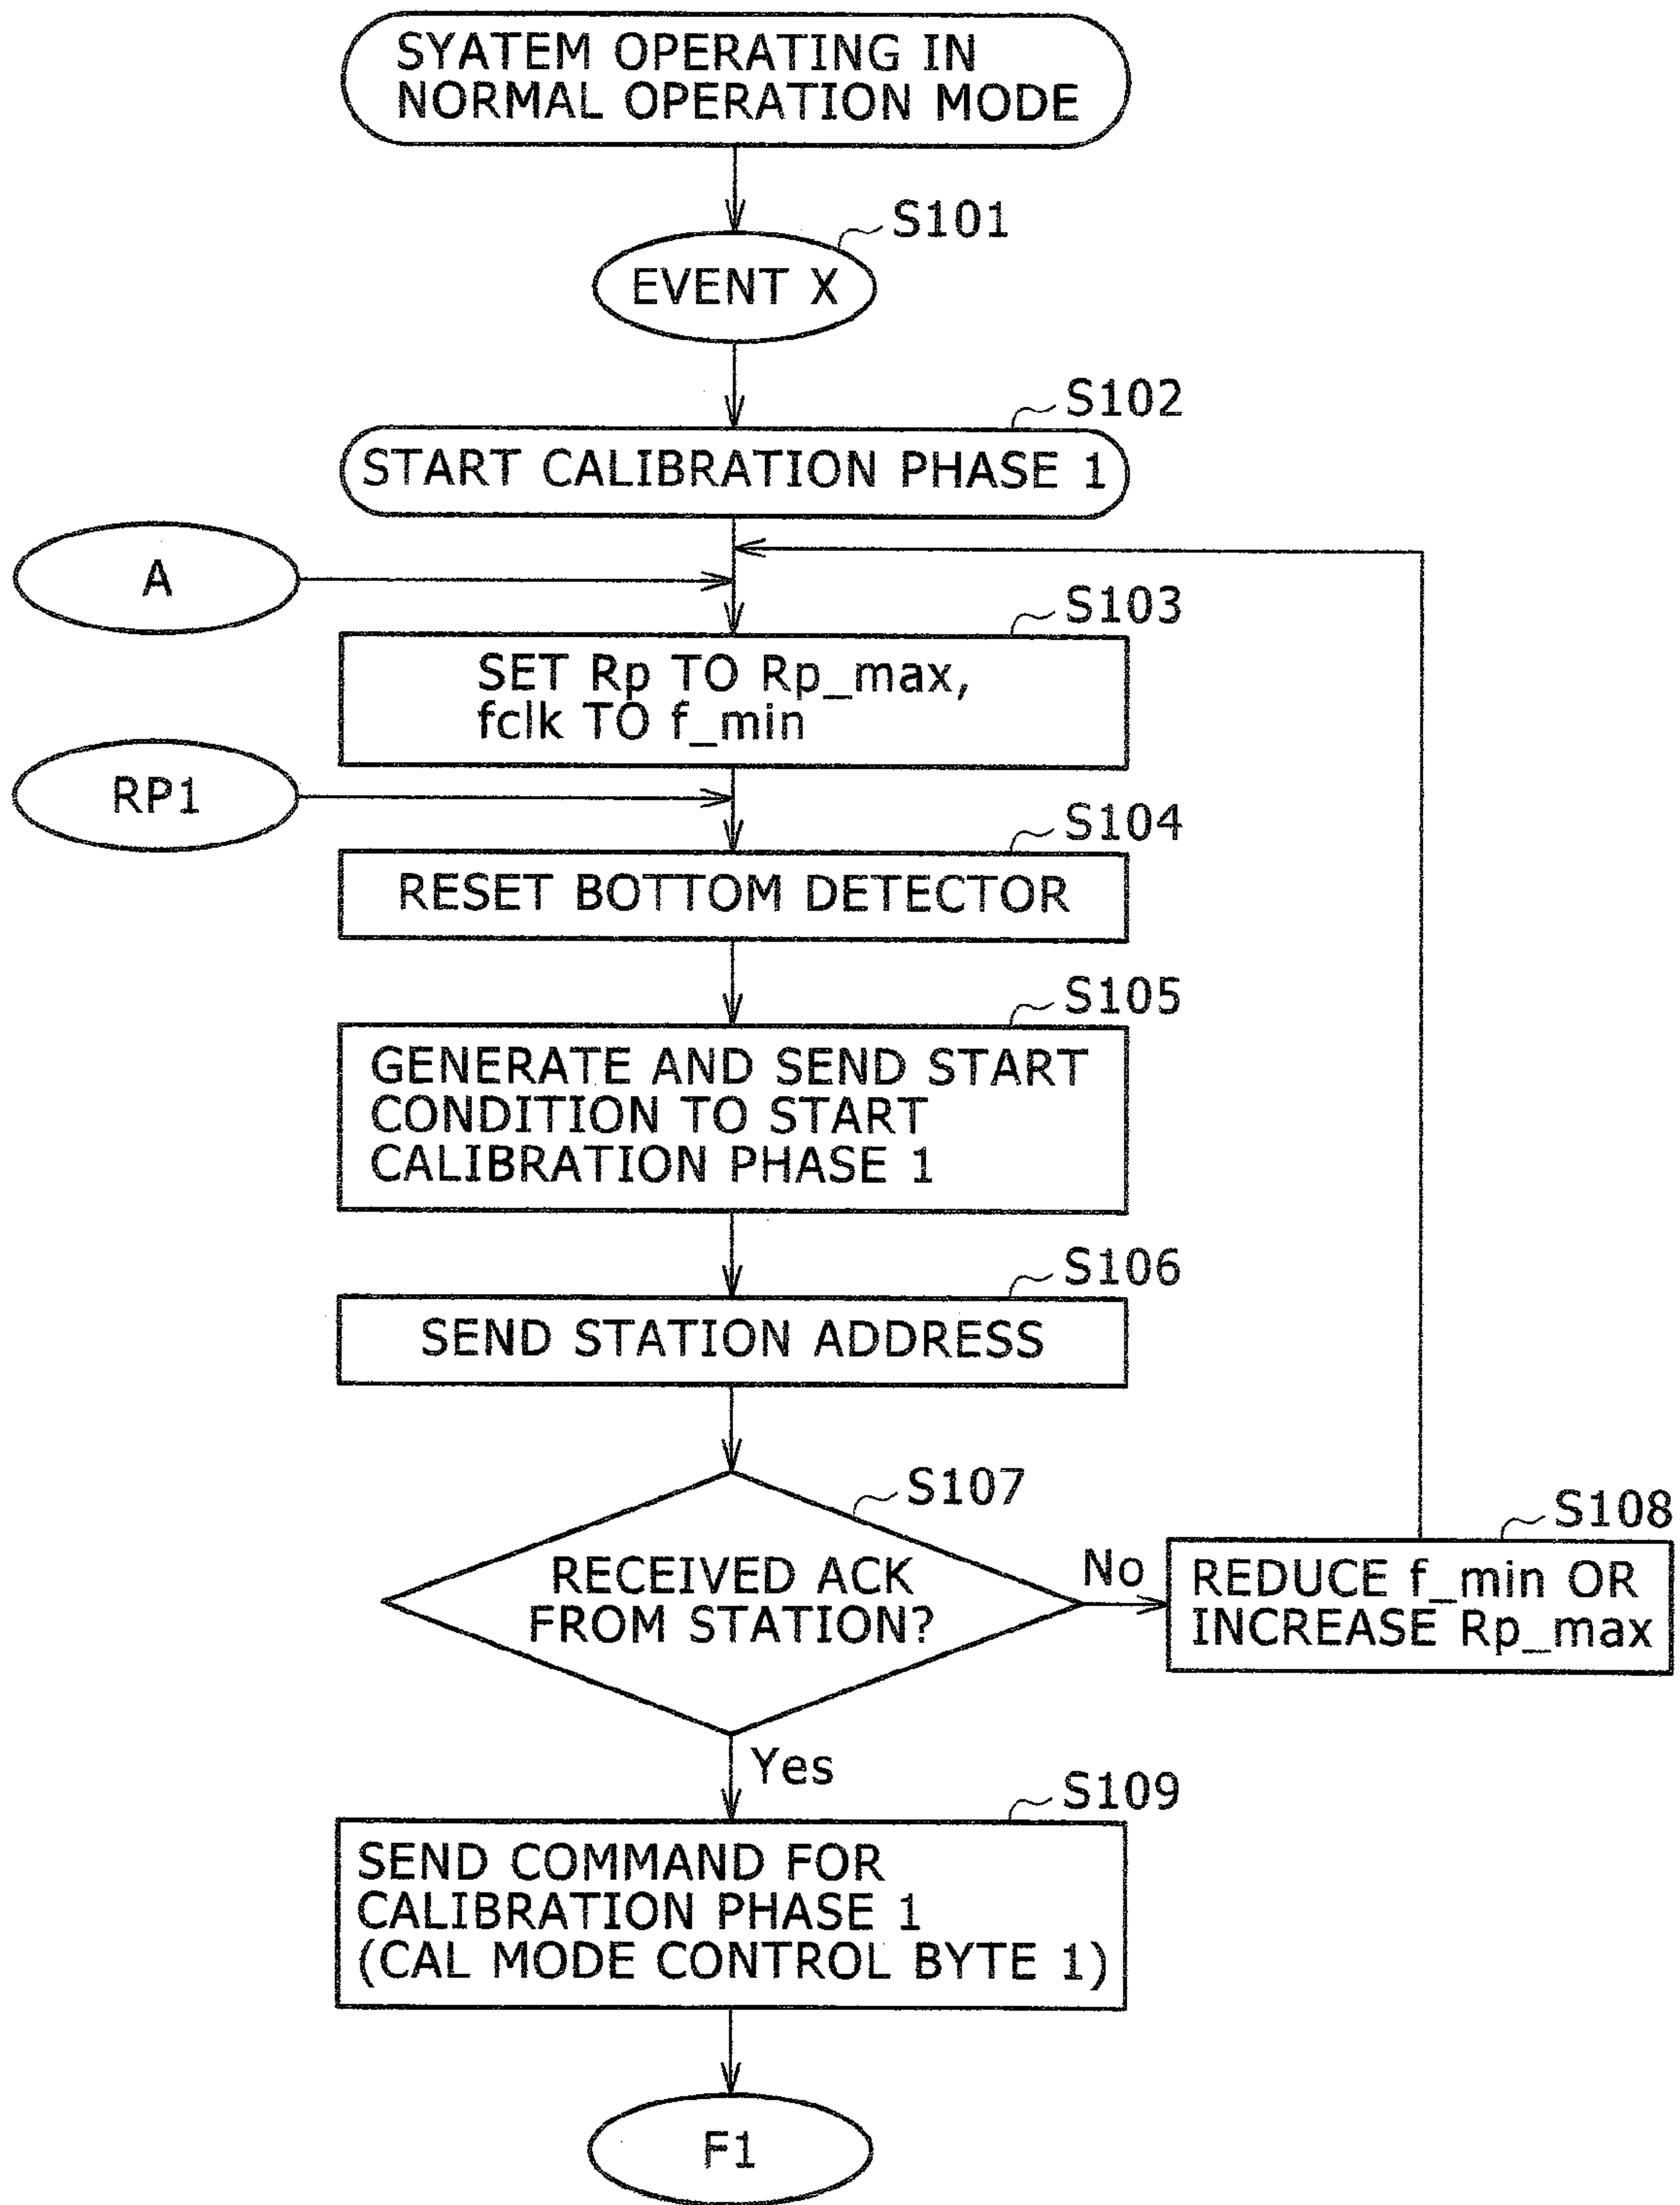 SYATEM OPERATING IN
NORMAL OPERATION MODE
S101
EVENT X
S102
START CALIBRATION PHASE 1
A
S103
SET Rp TO Rp_max,
fclk TO f_min
RP1
S104
RESET BOTTOM DETECTOR
S105
GENERATE AND SEND START
CONDITION TO START
CALIBRATION PHASE 1
S106
SEND STATION ADDRESS
S107
RECEIVED ACK
FROM STATION?
No
S108
REDUCE f_min OR
INCREASE Rp_max
Yes
S109
SEND COMMAND FOR
CALIBRATION PHASE 1
(CAL MODE CONTROL BYTE 1)
F1